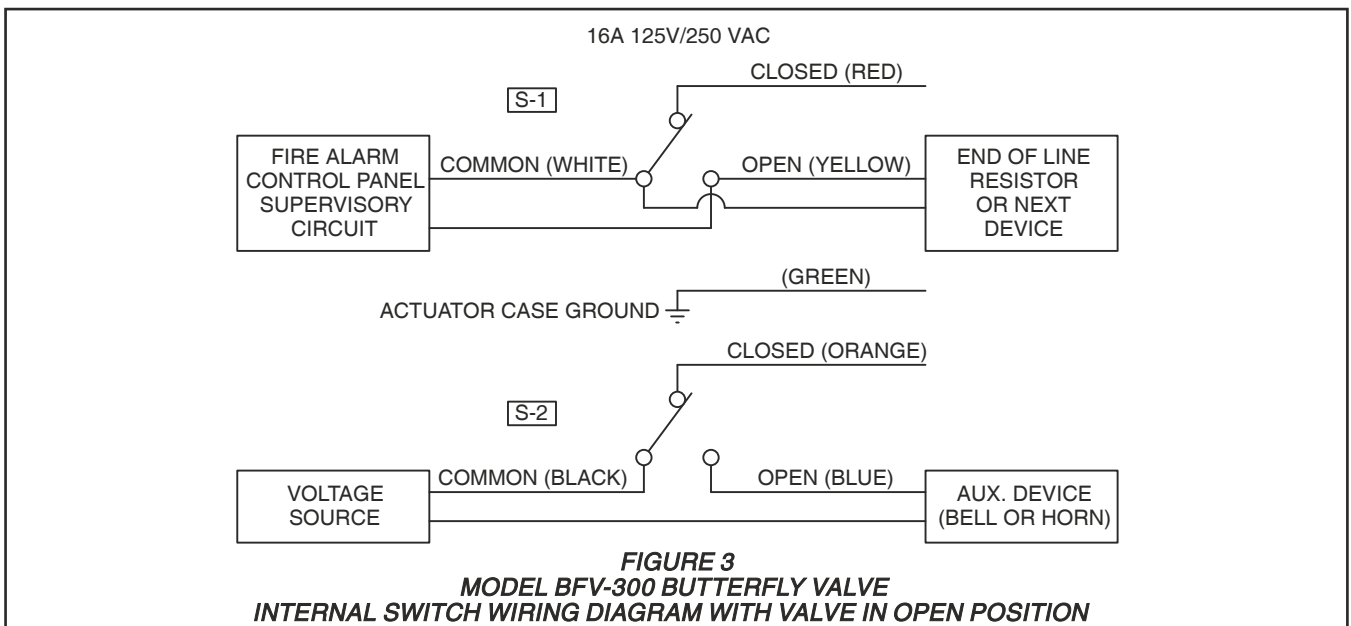 16A 125V/250 VAC
CLOSED (RED)
S-1
FIRE ALARM
CONTROL PANEL
SUPERVISORY
CIRCUIT
COMMON (WHITE)
OPEN (YELLOW)
END OF LINE
RESISTOR
OR NEXT
DEVICE
(GREEN)
ACTUATOR CASE GROUND
CLOSED (ORANGE)
S-2
VOLTAGE
SOURCE
COMMON (BLACK)
OPEN (BLUE)
AUX. DEVICE
(BELL OR HORN)
FIGURE 3
MODEL BFV-300 BUTTERFLY VALVE
INTERNAL SWITCH WIRING DIAGRAM WITH VALVE IN OPEN POSITION